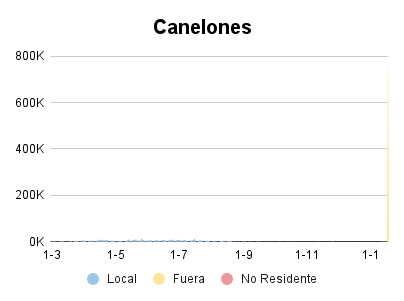 Canelones
800K
600K
400K
200K
0K
1-3 1-5 1-7 1-9 1-11 1-1
Local Fuera No Residente